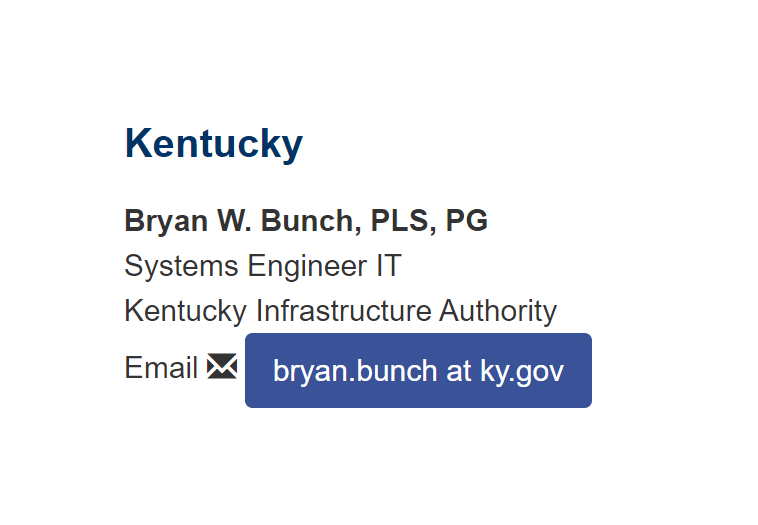 Kentucky
Bryan W. Bunch, PLS, PG
Systems Engineer IT
Kentucky Infrastructure Authority
Email bryan.bunch at ky.gov